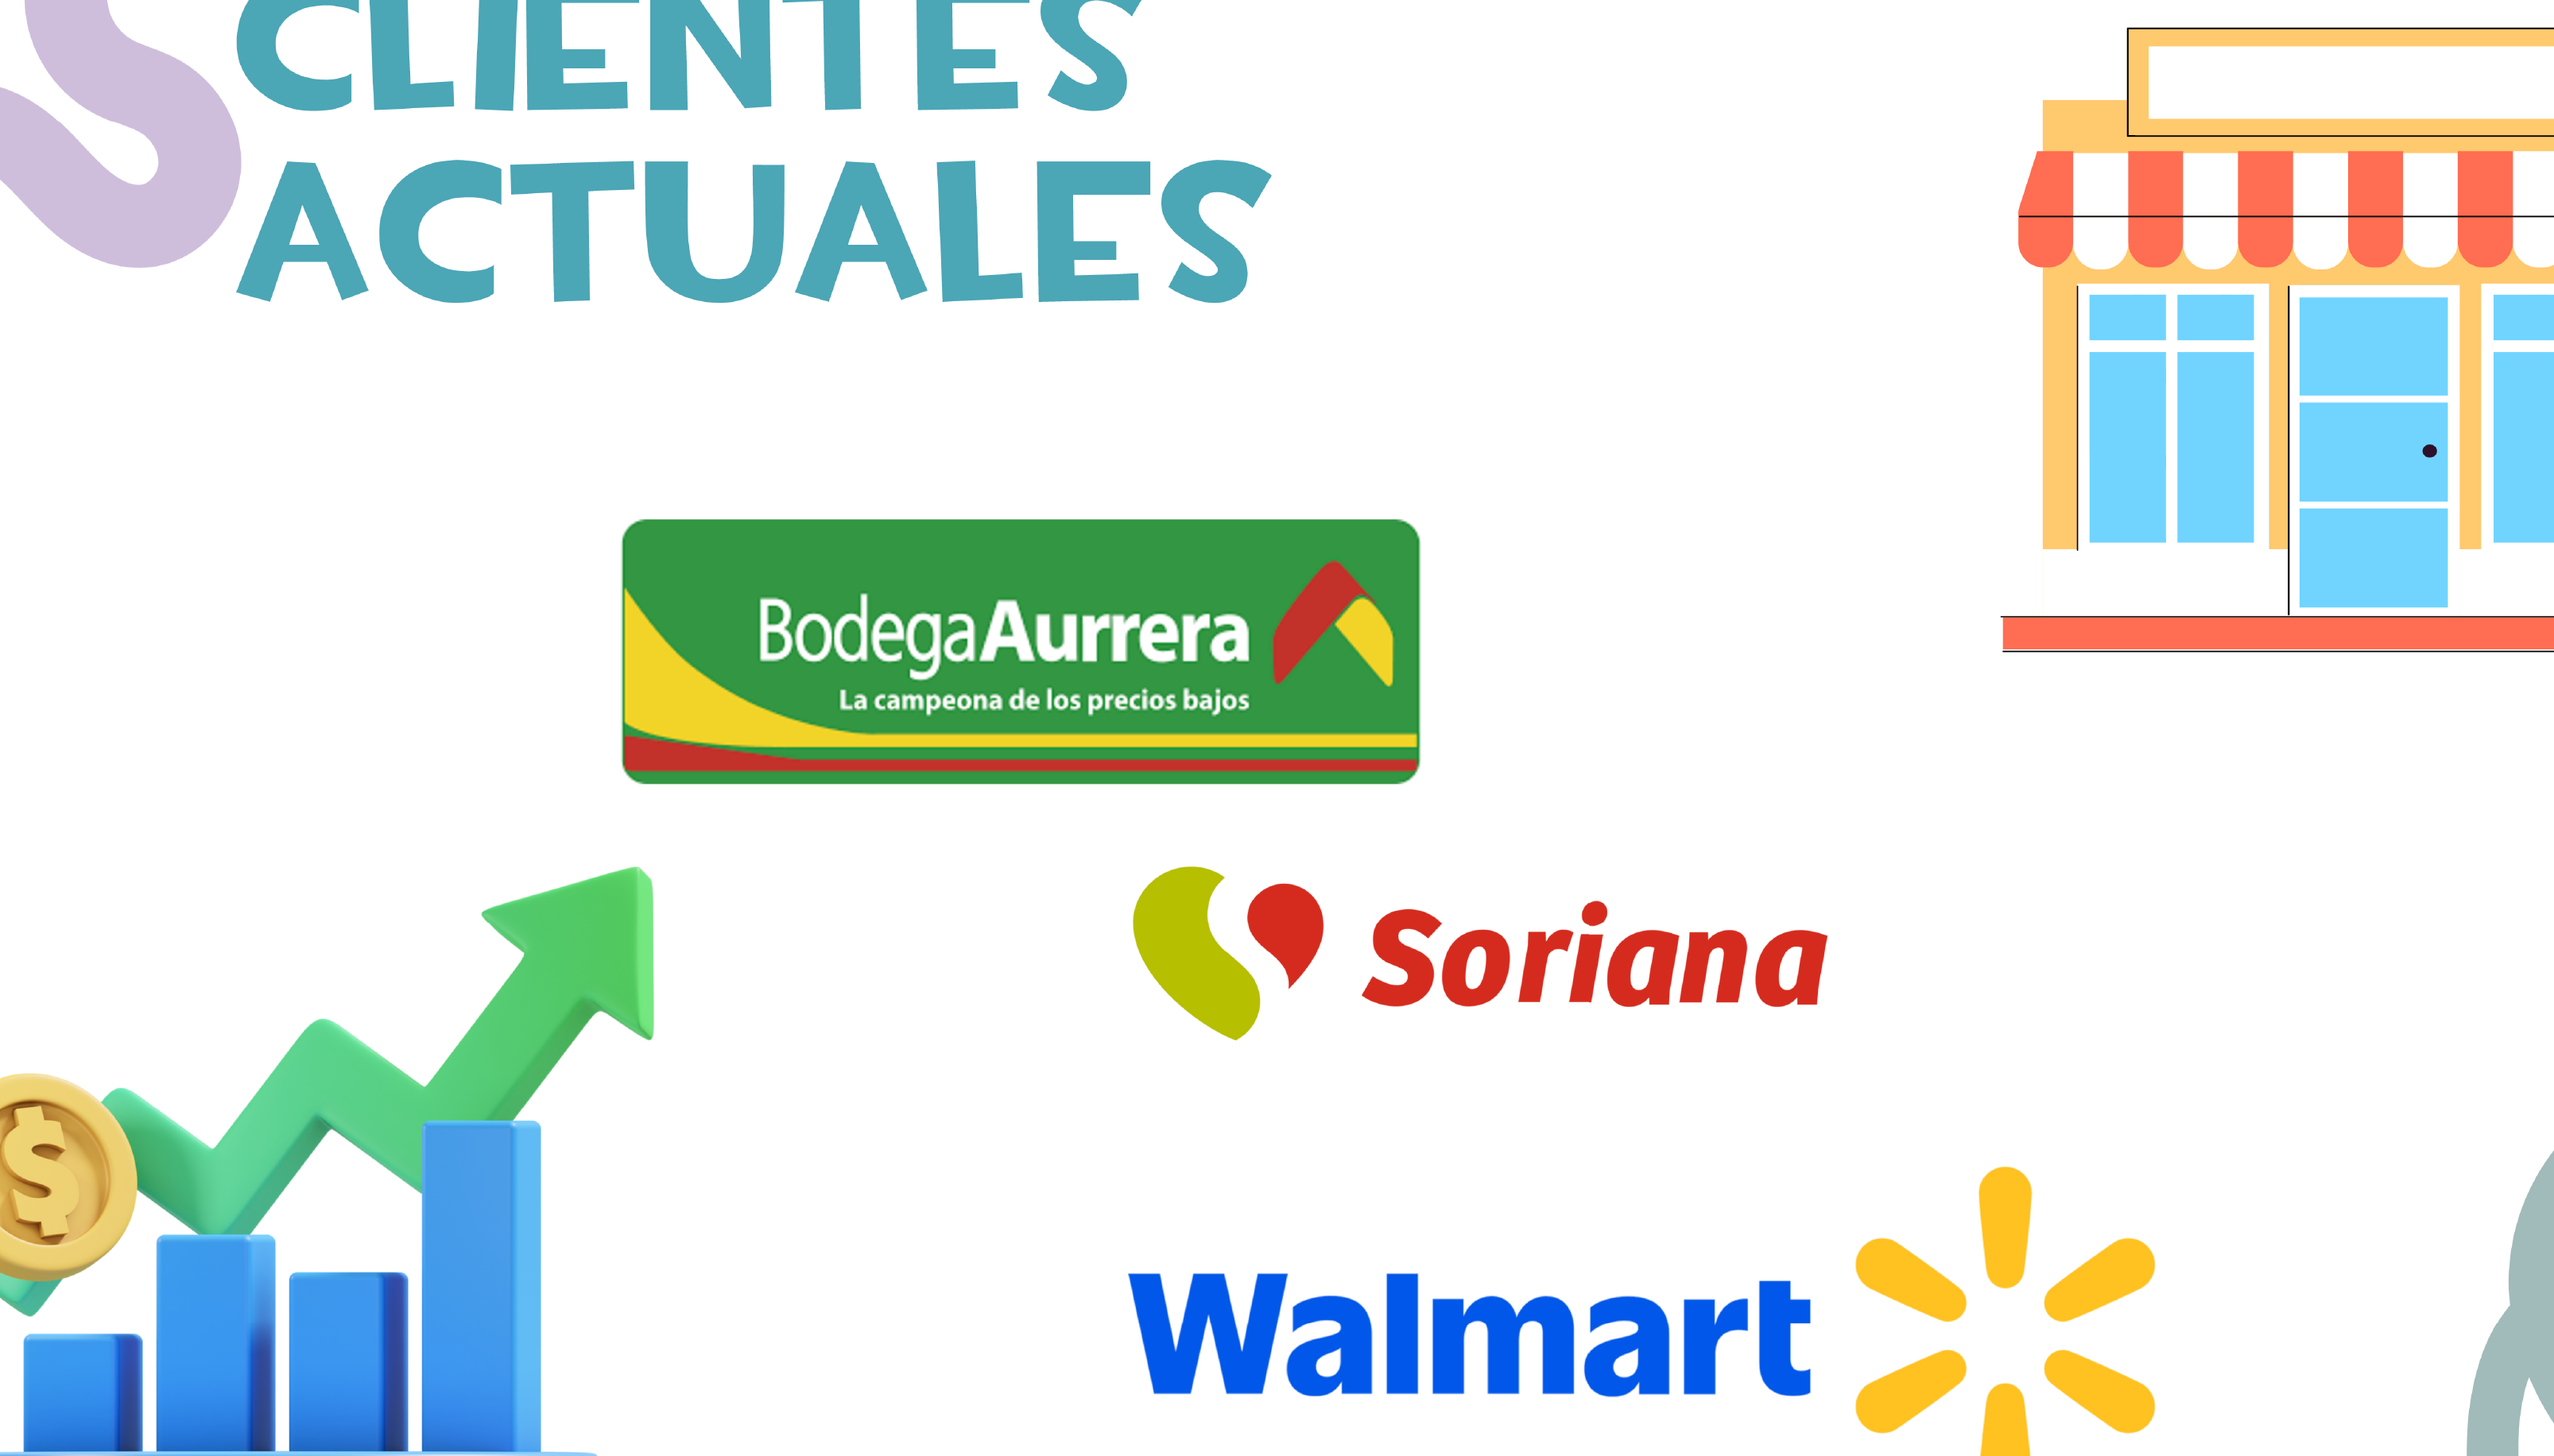 CLIENTES
ACTUALES
BodegaAurrera
La campeona de los precios bajos
Soriana
$
Walmart